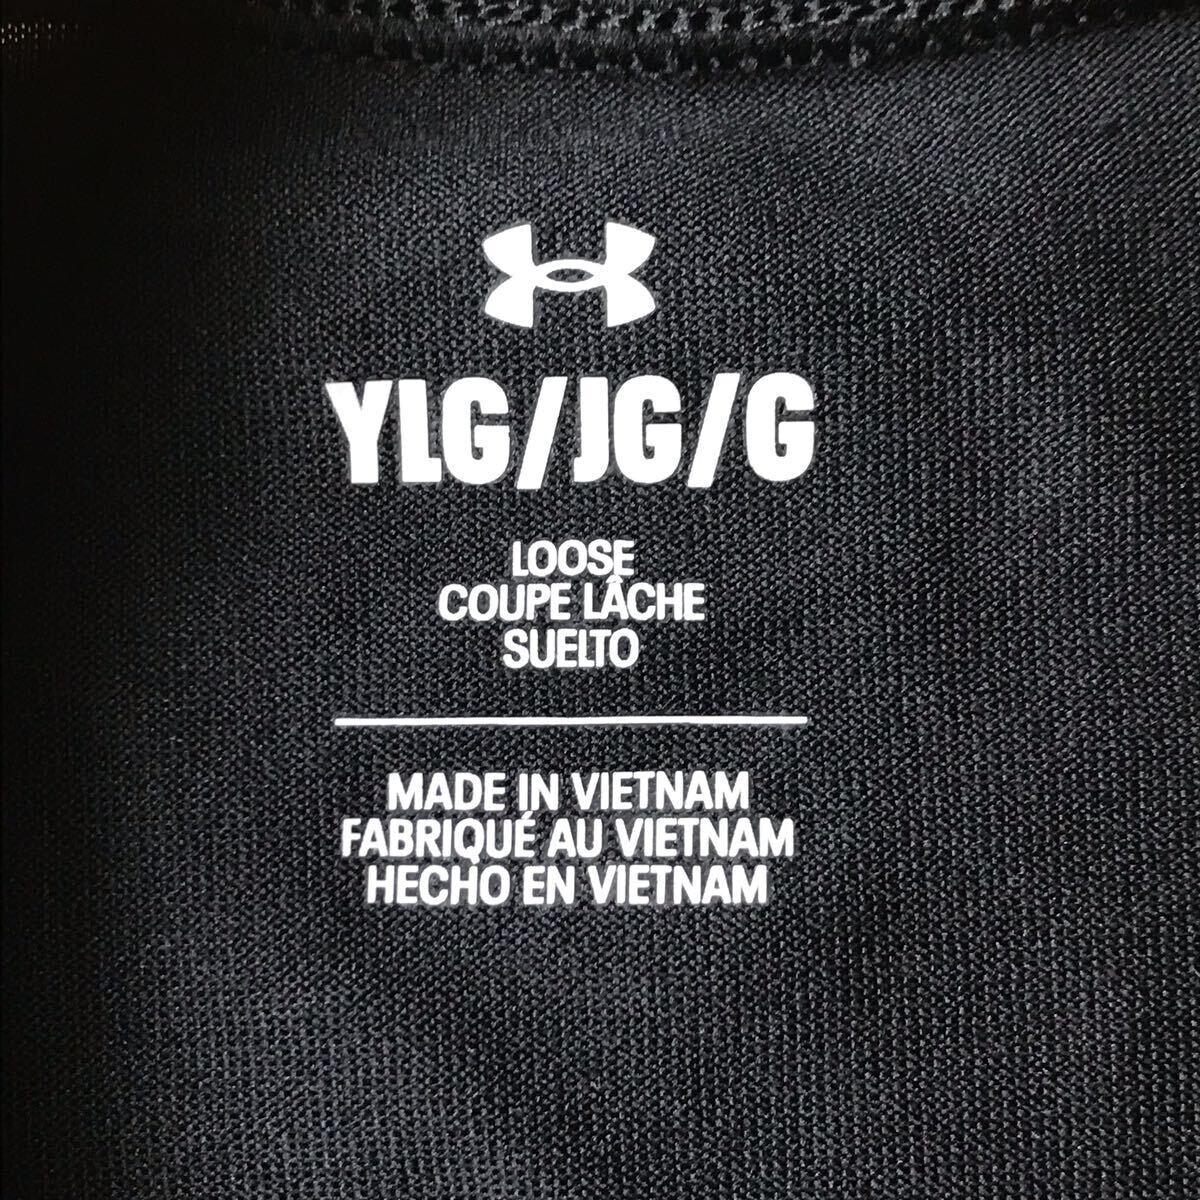 YLG/JG/G
LOOSE
COUPE LÂCHE
SUELTO
MADE IN VIETNAM
FABRIQUÉ AU VIETNAM
HECHO EN VIETNAM